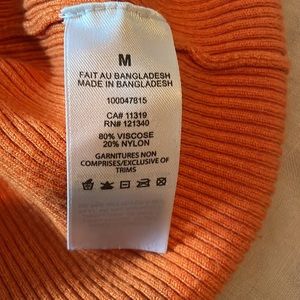 M
FAIT AU BANGLADESH
MADE IN BANGLADESH
100047815
CA# 11319
RN# 121340
80% VISCOSE
20% NYLON
GARNITURES NON
COMPRISES/EXCLUSIVE OF
TRIMS